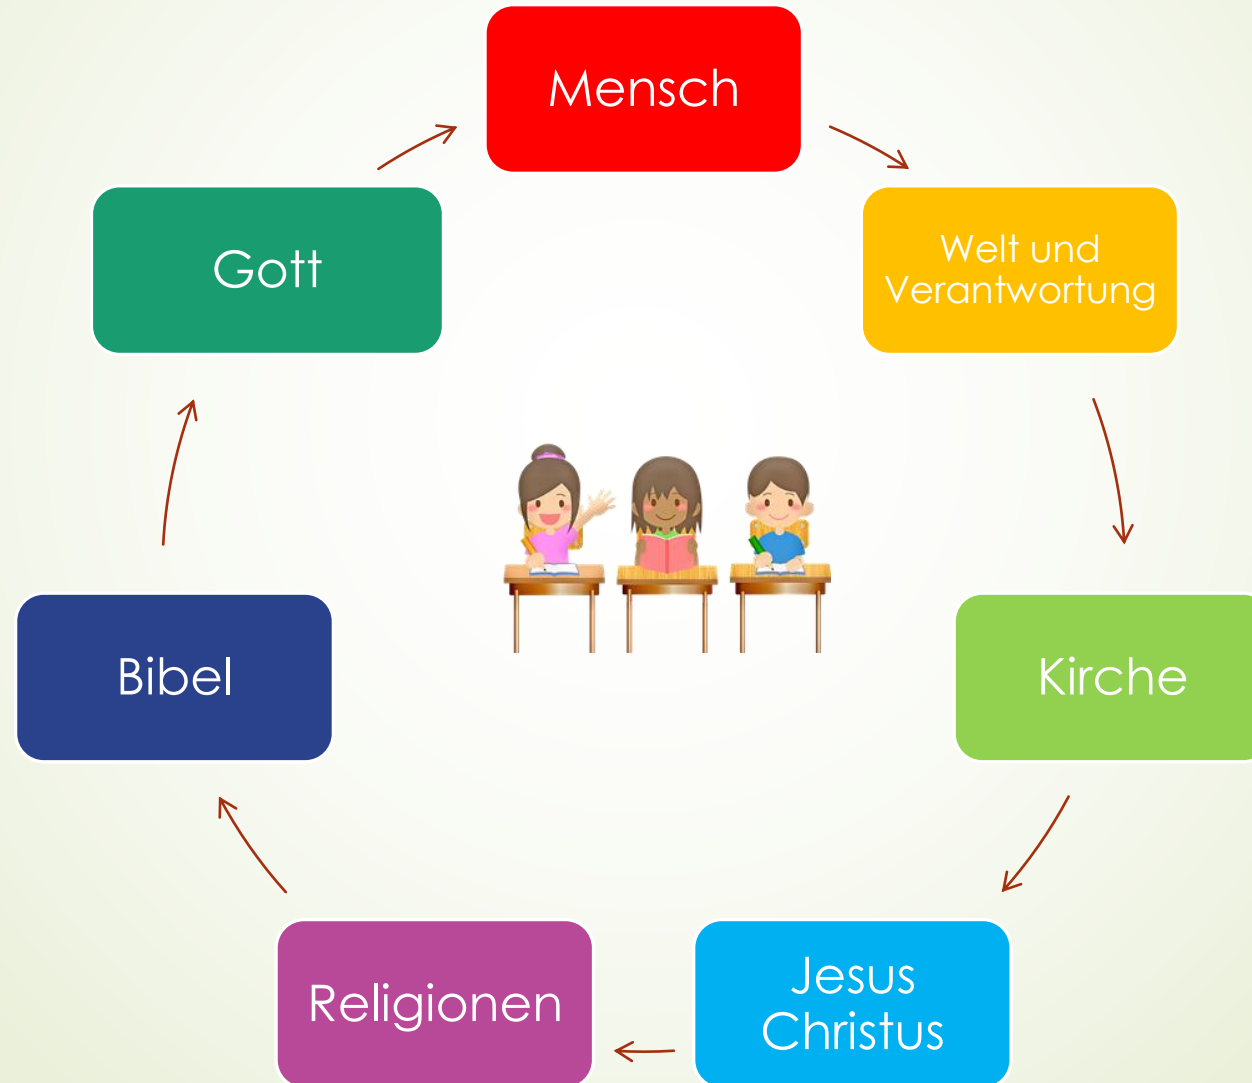 Mensch
Welt und
Verantwortung
Kirche
Jesus
Christus
Religionen
Bibel
Gott